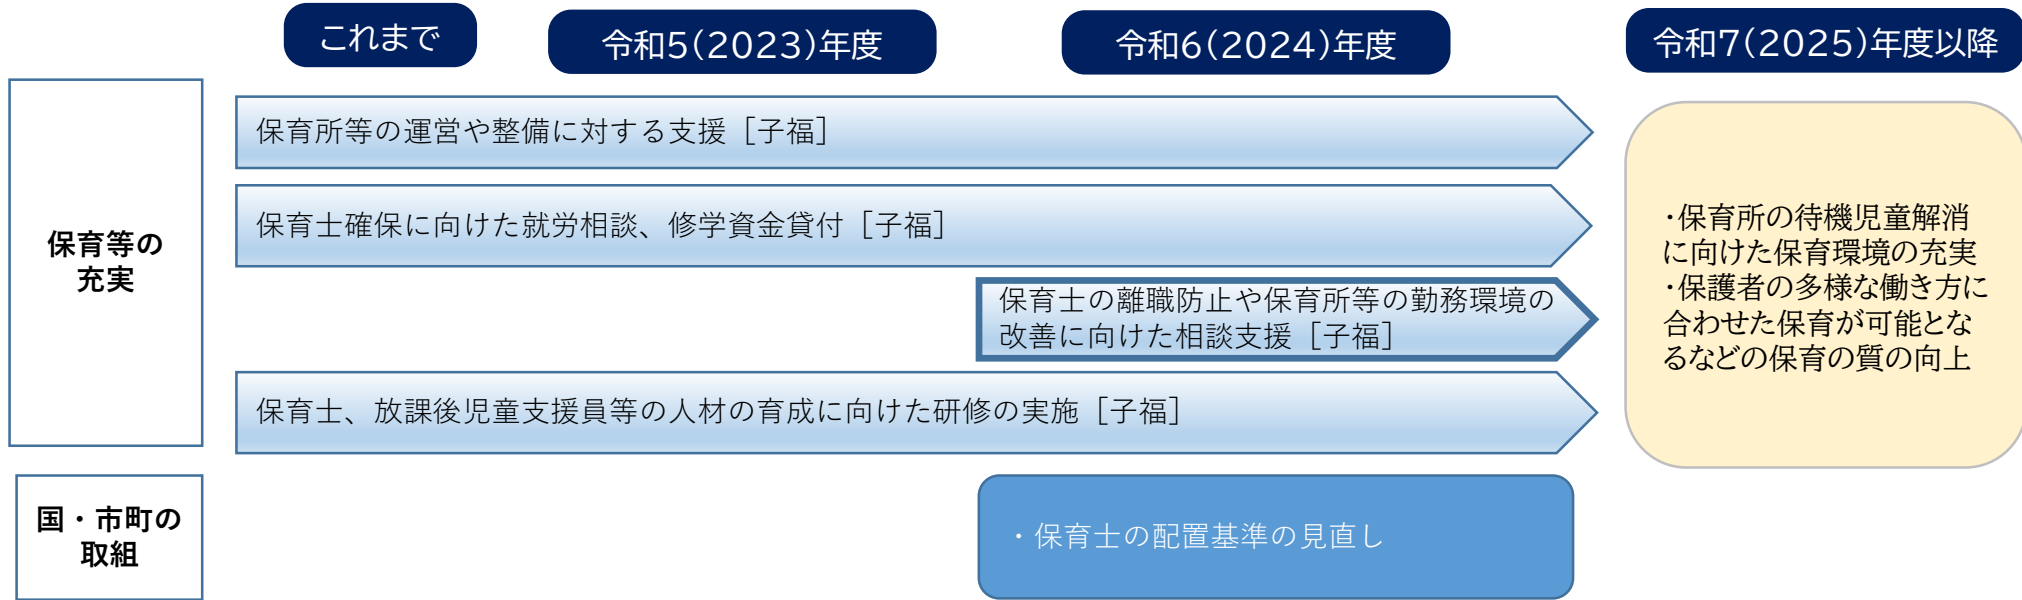 これまで
令和5(2023)年度
令和6(2024)年度
令和7(2025)年度以降
保育等の
充実
保育所等の運営や整備に対する支援［子福］
保育士確保に向けた就労相談、修学資金貸付［子福］
保育士の離職防止や保育所等の勤務環境の
改善に向けた相談支援［子福］
保育士、放課後児童支援員等の人材の育成に向けた研修の実施［子福］
・保育所の待機児童解消
に向けた保育環境の充実
・保護者の多様な働き方に
合わせた保育が可能とな
るなどの保育の質の向上
国・市町の
取組
・保育士の配置基準の見直し